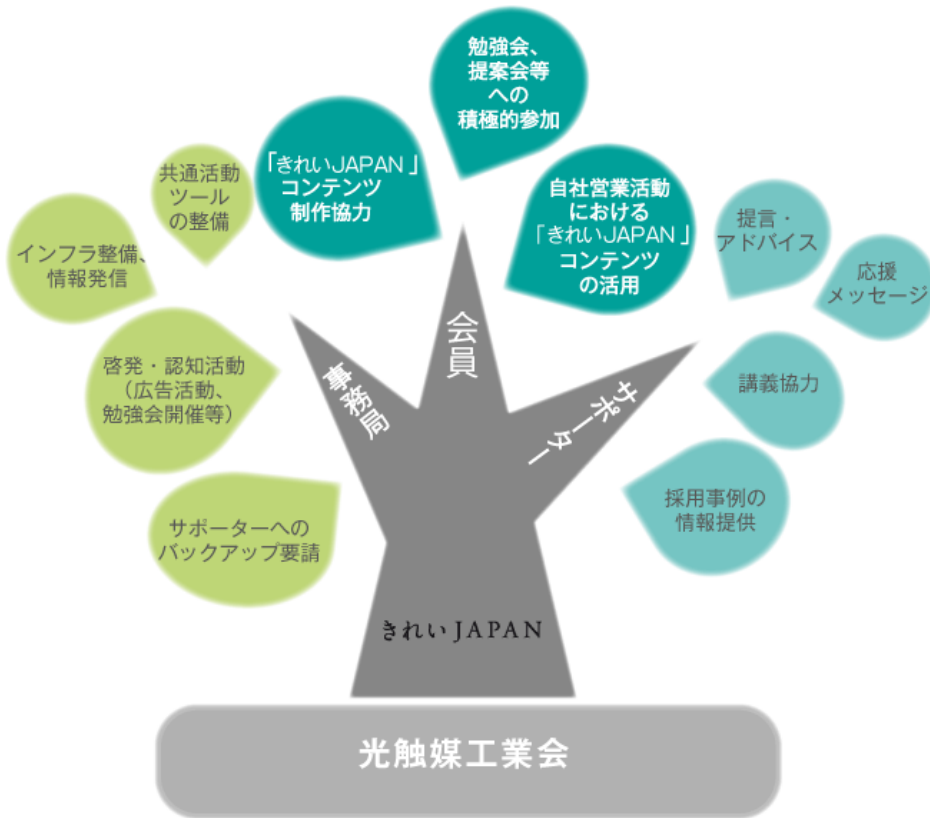 勉強会、
提案会等
への
積極的参加
「きれいJAPAN」
コンテンツ
制作協力
自社営業活動
における
「きれいJAPAN」
コンテンツ
の活用
共通活動
ツール
の整備
インフラ整備、
情報発信
啓発・認知活動
（広告活動、
勉強会開催等）
サポーターへの
バックアップ要請
提言・
アドバイス
応援
メッセージ
講義協力
採用事例の
情報提供
事務局
会員
サポーター
きれい JAPAN
光触媒工業会